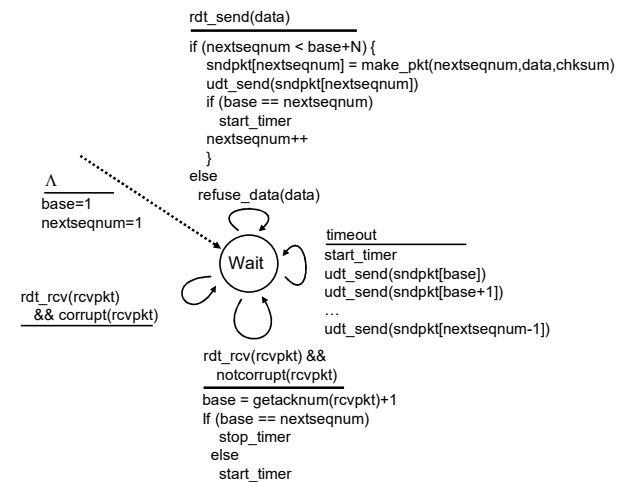 rdt_send(data)
if (nextseqnum < base+N) {
sndpkt[nextseqnum] = make_pkt(nextseqnum,data,chksum)
udt_send(sndpkt[nextseqnum])
if (base == nextseqnum)
start_timer
nextseqnum++
}
else
refuse_data(data)
Λ
base=1
nextseqnum=1
Wait
timeout
start_timer
udt_send(sndpkt[base])
udt_send(sndpkt[base+1])
…
udt_send(sndpkt[nextseqnum-1])
rdt_rcv(rcvpkt)
&& corrupt(rcvpkt)
rdt_rcv(rcvpkt) &&
notcorrupt(rcvpkt)
base = getacknum(rcvpkt)+1
If (base == nextseqnum)
stop_timer
else
start_timer